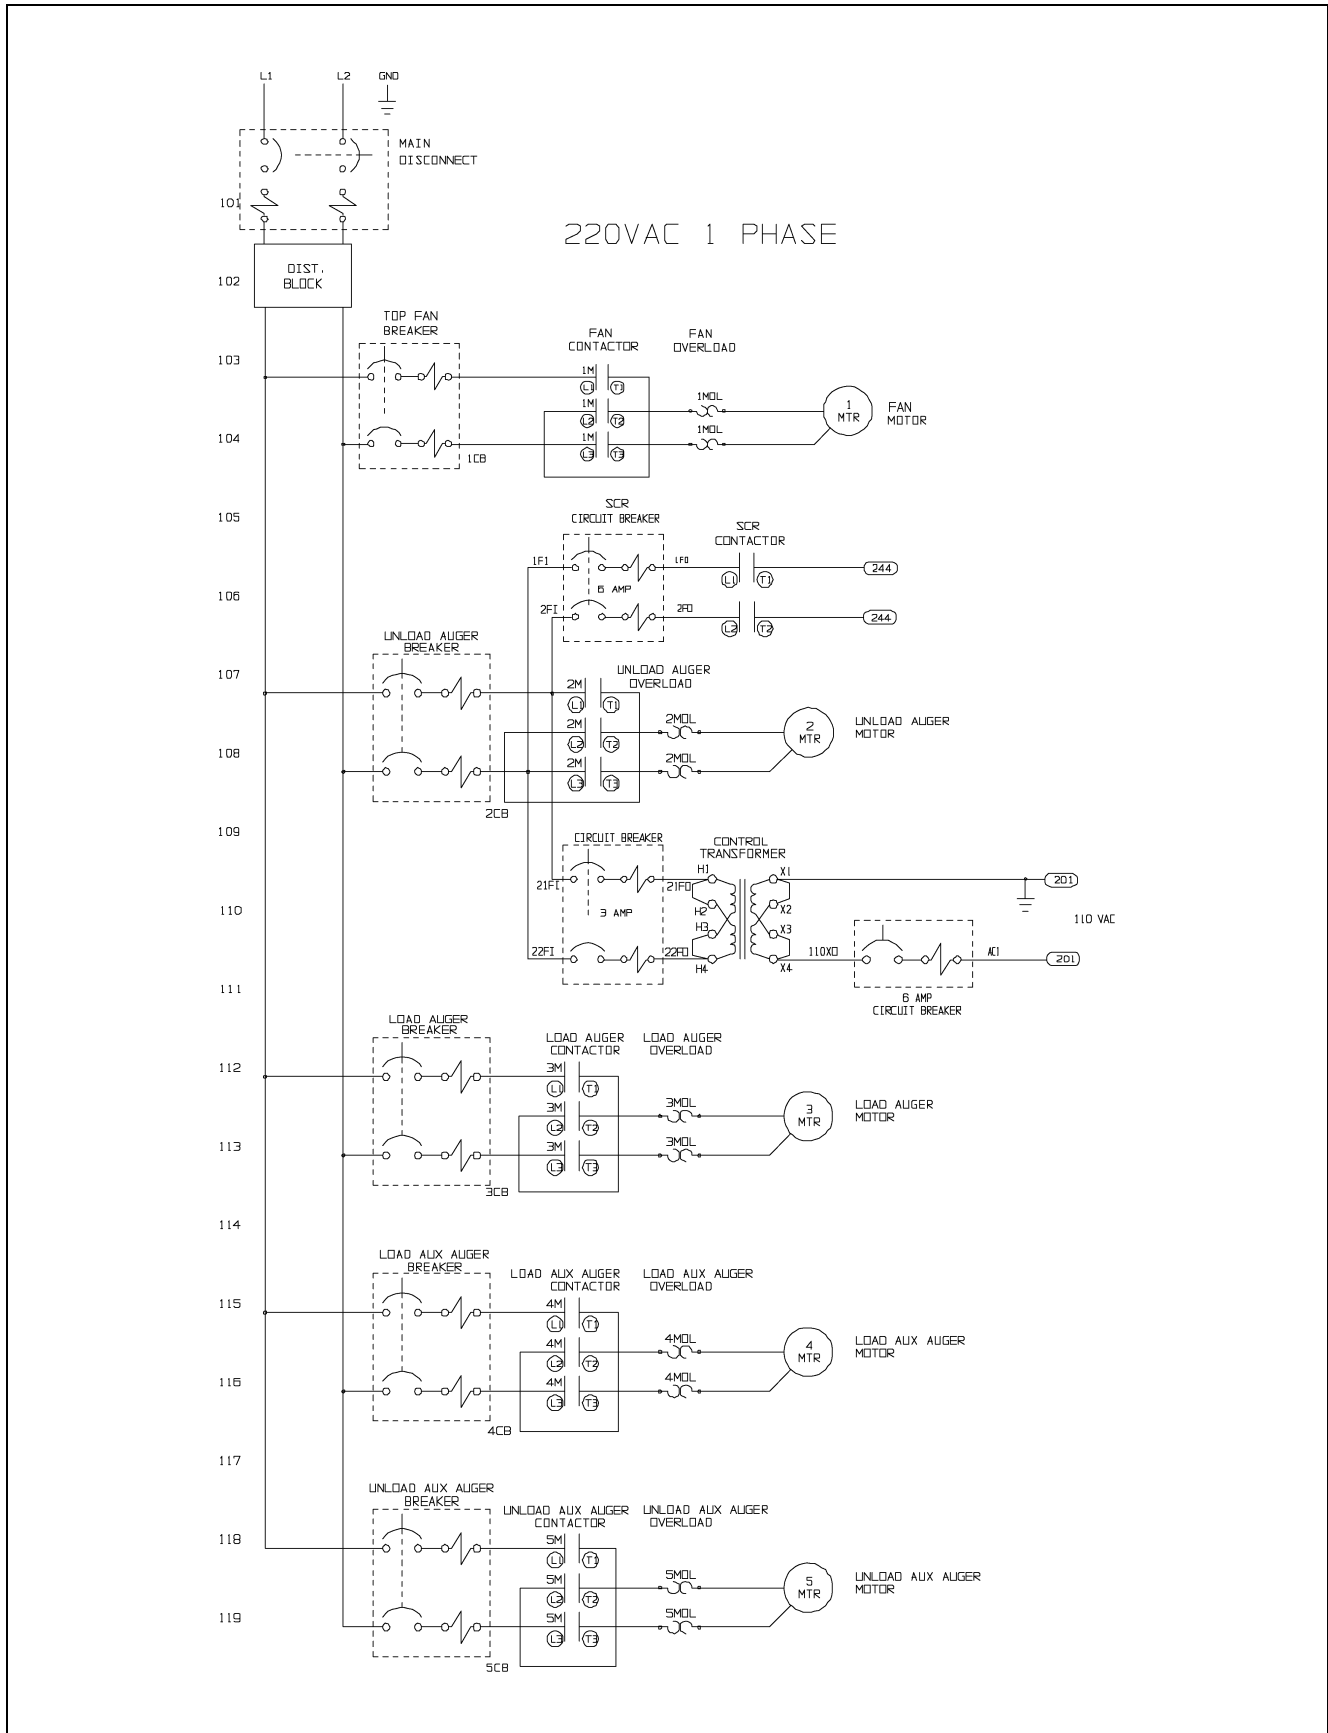 L1 L2 GND
MAIN
DISCONNECT
101
220VAC 1 PHASE
DIST.
BLOCK
102
TOP FAN
BREAKER
FAN
CONTACTOR
FAN
OVERLOAD
103
1M
L1 T1
1M
L2 T2
1MOL
1
MTR
FAN
MOTOR
104
1M
L3 T3
1MOL
1CB
105
SCR
CIRCUIT BREAKER
SCR
CONTACTOR
1F1
1FO
L1 T1
244
106
6 AMP
2FI
2FO
L2 T2
244
UNLOAD AUGER
BREAKER
107
UNLOAD AUGER
OVERLOAD
2M
L1 T1
2M
L2 T2
2MOL
2
MTR
UNLOAD AUGER
MOTOR
108
2M
L3 T3
2MOL
2CB
109
CIRCUIT BREAKER
CONTROL
TRANSFORMER
21FI
21FO
H1
X1
201
110
3 AMP
H2
X2
110 VAC
H3
X3
22FI
22FO
H4
X4
110XO
AC1
201
111
6 AMP
CIRCUIT BREAKER
LOAD AUGER
BREAKER
LOAD AUGER
CONTACTOR
LOAD AUGER
OVERLOAD
112
3M
L1 T1
3M
L2 T2
3MOL
3
MTR
LOAD AUGER
MOTOR
113
3M
L3 T3
3MOL
3CB
114
LOAD AUX AUGER
BREAKER
LOAD AUX AUGER
CONTACTOR
LOAD AUX AUGER
OVERLOAD
115
4M
L1 T1
4M
L2 T2
4MOL
4
MTR
LOAD AUX AUGER
MOTOR
116
4M
L3 T3
4MOL
4CB
117
UNLOAD AUX AUGER
BREAKER
UNLOAD AUX AUGER
CONTACTOR
UNLOAD AUX AUGER
OVERLOAD
118
5M
L1 T1
5M
L2 T2
5MOL
5
MTR
UNLOAD AUX AUGER
MOTOR
119
5M
L3 T3
5MOL
5CB